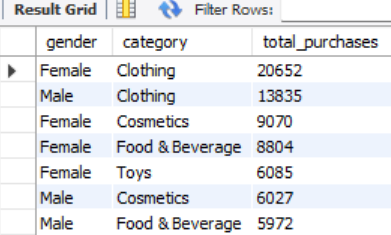 Result Grid Filter Rows:
gender category total_purchases
Female Clothing 20652
Male Clothing 13835
Female Cosmetics 9070
Female Food & Beverage 8804
Female Toys 6085
Male Cosmetics 6027
Male Food & Beverage 5972